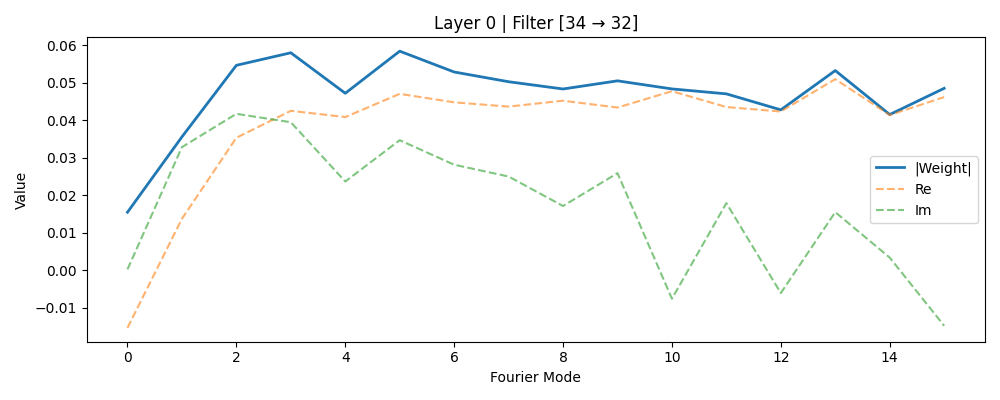 Layer 0 | Filter [34 → 32]
Value
0.06
0.05
0.04
0.03
0.02
0.01
0.00
−0.01
|Weight|
Re
Im
0 2 4 6 8 10 12 14
Fourier Mode